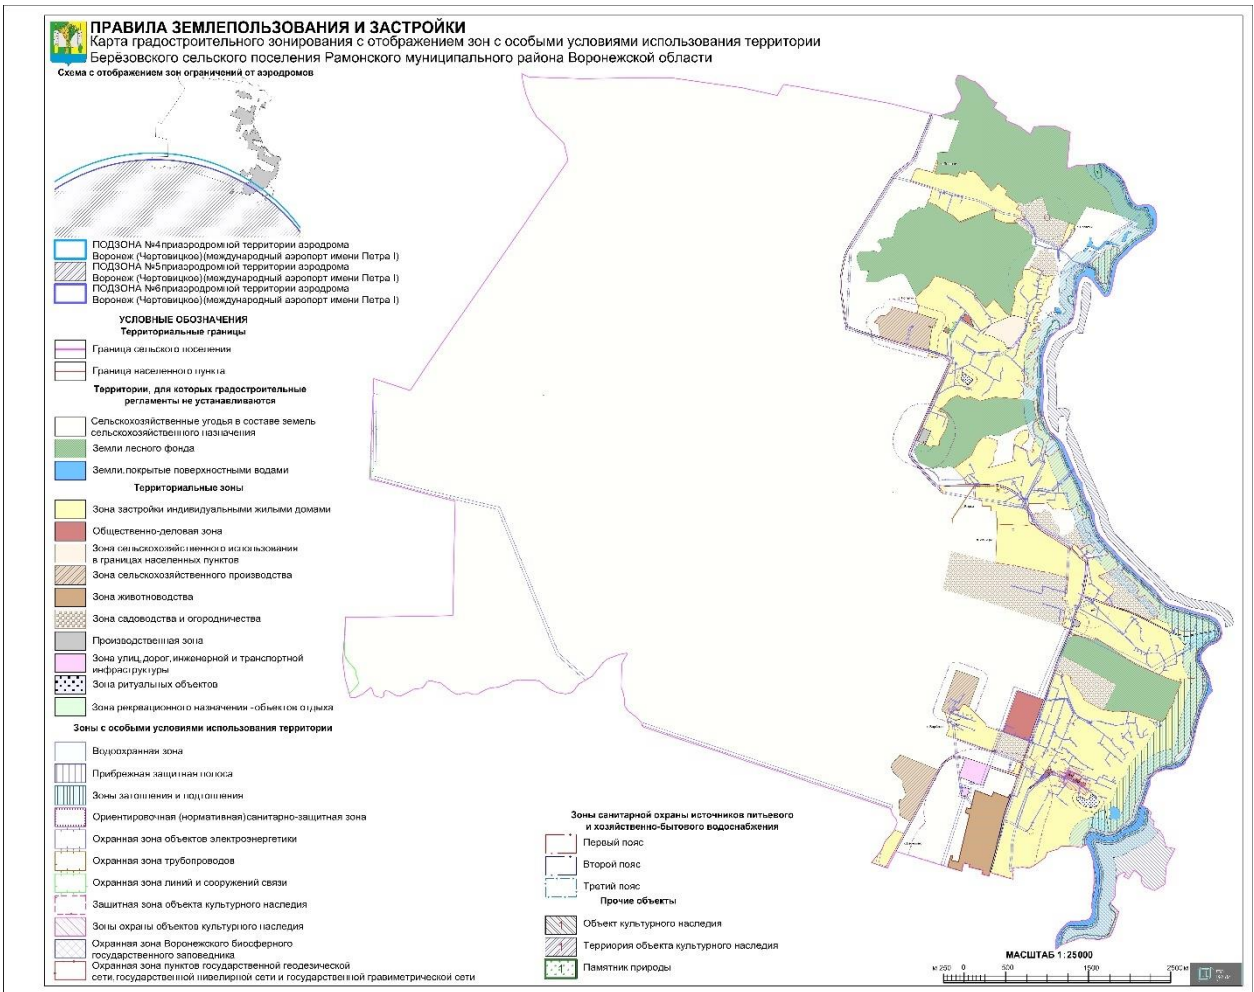 ПРАВИЛА ЗЕМЛЕПОЛЬЗОВАНИЯ И ЗАСТРОЙКИ
Карта градостроительного зонирования с отображением зон с особыми условиями использования территории
Берёзовского сельского поселения Рамонского муниципального района Воронежской области
Схема с отображением зон ограничений от аэродромов
ПОДЗОНА №4приаэродромной территории аэродрома
Воронеж (Чертовицкое)(международный аэропорт имени Петра I)
ПОДЗОНА №5приаэродромной территории аэродрома
Воронеж (Чертовицкое)(международный аэропорт имени Петра I)
ПОДЗОНА №6приаэродромной территории аэродрома
Воронеж (Чертовицкое)(международный аэропорт имени Петра I)
УСЛОВНЫЕ ОБОЗНАЧЕНИЯ
Территориальные границы
Граница сельского поселения
Граница населенного пункта
Территории, для которых градостроительные
регламенты не устанавливаются
Сельскохозяйственные угодья в составе земель
сельскохозяйственного назначения
Земли лесного фонда
Земли, покрытые поверхностными водами
Территориальные зоны
Зона застройки индивидуальными жилыми домами
Общественно-деловая зона
Зона сельскохозяйственного использования
в границах населенных пунктов
Зона сельскохозяйственного производства
Зона животноводства
Зона садоводства и огородничества
Производственная зона
Зона улиц, дорог, инженерной и транспортной
инфраструктуры
Зона ритуальных объектов
Зона рекреационного назначения - объектов отдыха
Зоны с особыми условиями использования территории
Водоохранная зона
Прибрежная защитная полоса
Зоны затопления и подтопления
Ориентировочная (нормативная)санитарно-защитная зона
Охранная зона объектов электроэнергетики
Охранная зона трубопроводов
Охранная зона линий и сооружений связи
Защитная зона объекта культурного наследия
Зоны охраны объектов культурного наследия
Охранная зона Воронежского биосферного
государственного заповедника
Охранная зона пунктов государственной геодезической
сети, государственной нивелирной сети и государственной гравиметрической сети
Зоны санитарной охраны источников питьевого
и хозяйственно-бытового водоснабжения
Первый пояс
Второй пояс
Третий пояс
Прочие объекты
1 Объект культурного наследия
1 Терриория объекта культурного наследия
1 Памятник природы
МАСШТАБ 1:25000
м 250 0 500 1500 2500 м